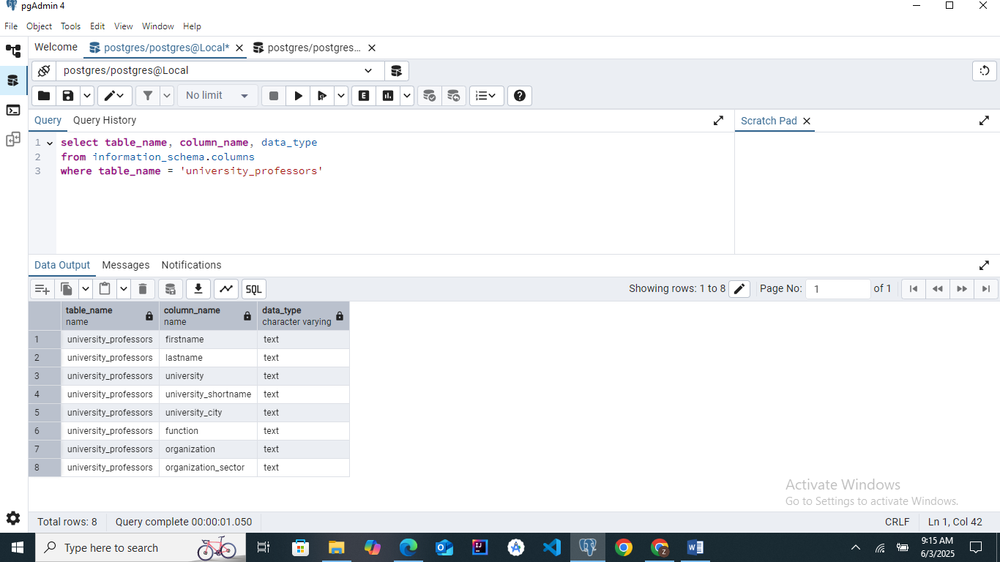 pgAdmin 4
File Object Tools Edit View Window Help
Welcome postgres/postgres@Local* postgres/postgres...
postgres/postgres@Local
No limit E
Query Query History Scratch Pad
1 select table_name, column_name, data_type
2 from information_schema.columns
3 where table_name = 'university_professors'
Data Output Messages Notifications
SQL Showing rows: 1 to 8 Page No: 1 of 1
table_name column_name data_type
name name character varying
1 university_professors firstname text
2 university_professors lastname text
3 university_professors university text
4 university_professors university_shortname text
5 university_professors university_city text
6 university_professors function text
7 university_professors organization text
8 university_professors organization_sector text
Activate Windows
Go to Settings to activate Windows.
Total rows: 8 Query complete 00:00:01.050 CRLF Ln 1, Col 42
Type here to search
9:15 AM
6/3/2025